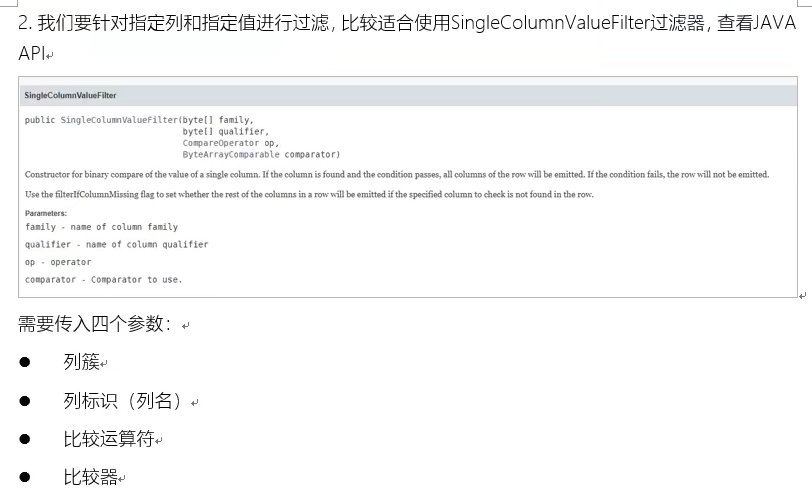 2. 我们要针对指定列和指定值进行过滤，比较适合使用SingleColumnValueFilter过滤器，查看JAVA
API
SingleColumnValueFilter
public SingleColumnValueFilter(byte[] family,
byte[] qualifier,
CompareOperator op,
ByteArrayComparable comparator)
Constructor for binary compare of the value of a single column. If the column is found and the condition passes, all columns of the row will be emitted. If the condition fails, the row will not be emitted.
Use the filterIfColumnMissing flag to set whether the rest of the columns in a row will be emitted if the specified column to check is not found in the row.
Parameters:
family - name of column family
qualifier - name of column qualifier
op - operator
comparator - Comparator to use.
需要传入四个参数：
● 列簇
● 列标识（列名）
● 比较运算符
● 比较器